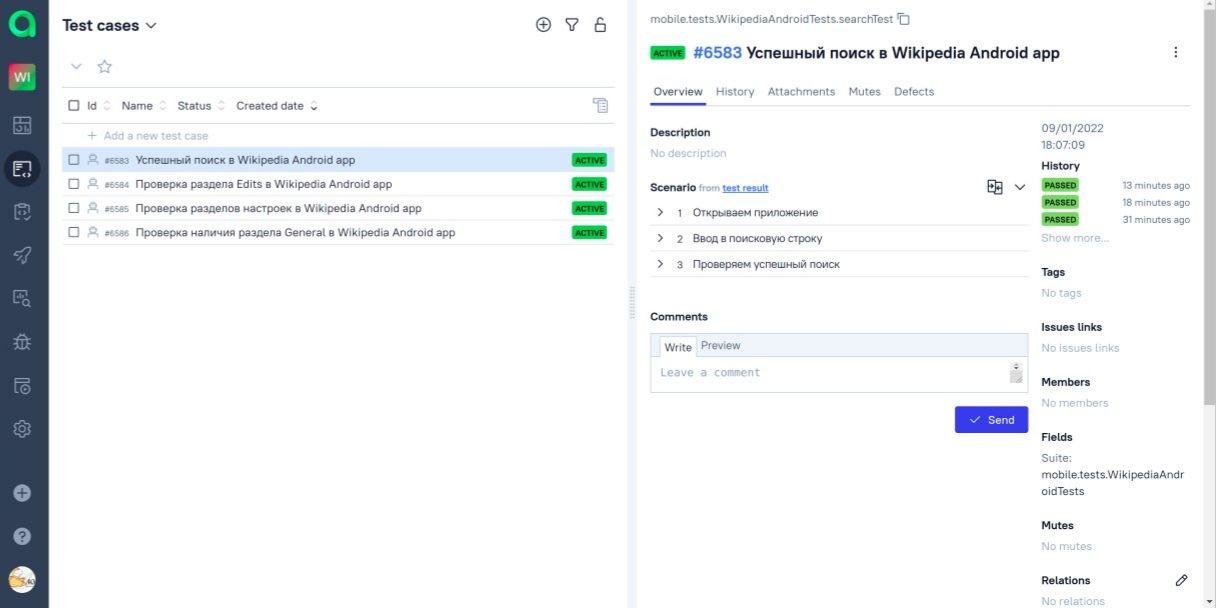 WI
Test cases
Id Name Status Created date
Add a new test case
#6583 Успешный поиск в Wikipedia Android app ACTIVE
#6584 Проверка раздела Edits в Wikipedia Android app ACTIVE
#6585 Проверка разделов настроек в Wikipedia Android app ACTIVE
#6586 Проверка наличия раздела General в Wikipedia Android app ACTIVE
mobile.tests.WikipediaAndroidTests.searchTest
ACTIVE #6583 Успешный поиск в Wikipedia Android app
Overview History Attachments Mutes Defects
Description
No description
Scenario from test result
1 Открываем приложение
2 Ввод в поисковую строку
3 Проверяем успешный поиск
Comments
Write Preview
Leave a comment
Send
09/01/2022
18:07:09
History
PASSED 13 minutes ago
PASSED 18 minutes ago
PASSED 31 minutes ago
Show more...
Tags
No tags
Issues links
No issues links
Members
No members
Fields
Suite:
mobile.tests.WikipediaAndr
oidTests
Mutes
No mutes
Relations
No relations